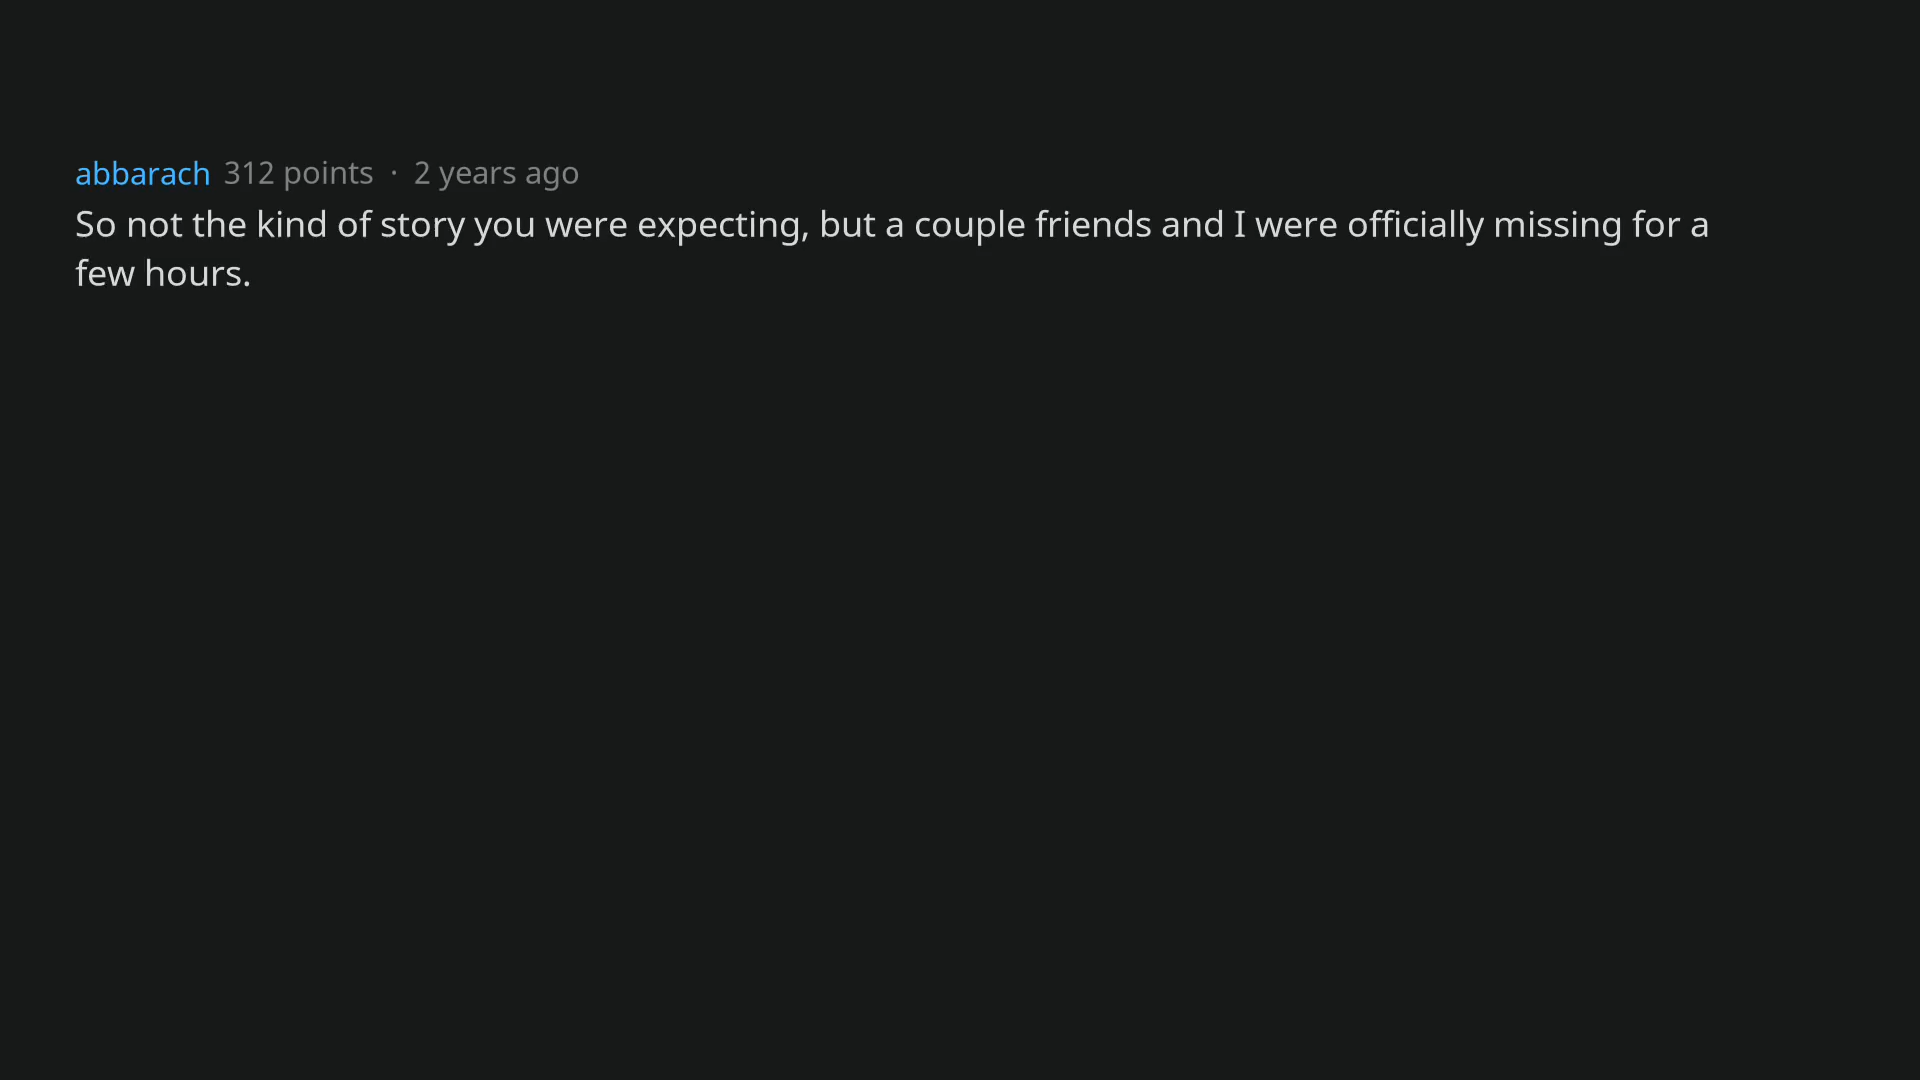 abbarach 312 points · 2 years ago
So not the kind of story you were expecting, but a couple friends and I were officially missing for a
few hours.